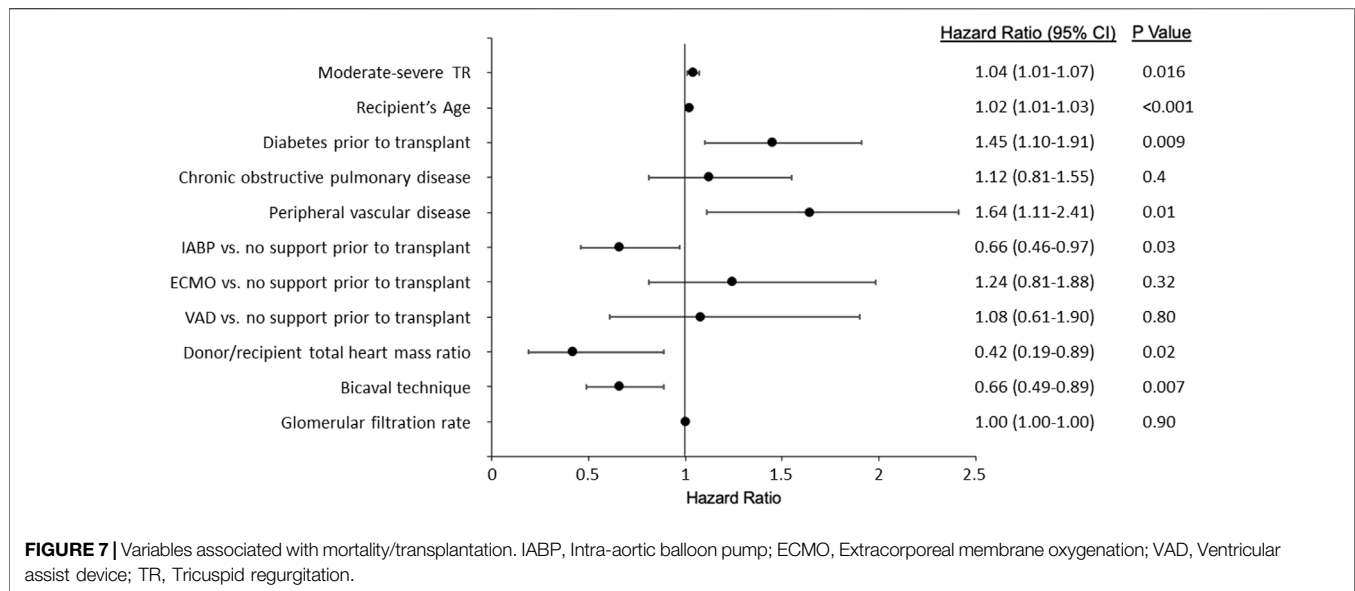 Hazard Ratio (95% CI) P Value
Moderate-severe TR 1.04 (1.01-1.07) 0.016
Recipient's Age 1.02 (1.01-1.03) <0.001
Diabetes prior to transplant 1.45 (1.10-1.91) 0.009
Chronic obstructive pulmonary disease 1.12 (0.81-1.55) 0.4
Peripheral vascular disease 1.64 (1.11-2.41) 0.01
IABP vs. no support prior to transplant 0.66 (0.46-0.97) 0.03
ECMO vs. no support prior to transplant 1.24 (0.81-1.88) 0.32
VAD vs. no support prior to transplant 1.08 (0.61-1.90) 0.80
Donor/recipient total heart mass ratio 0.42 (0.19-0.89) 0.02
Bicaval technique 0.66 (0.49-0.89) 0.007
Glomerular filtration rate 1.00 (1.00-1.00) 0.90
0 0.5 1 1.5 2 2.5
Hazard Ratio
FIGURE 7 | Variables associated with mortality/transplantation. IABP, Intra-aortic balloon pump; ECMO, Extracorporeal membrane oxygenation; VAD, Ventricular
assist device; TR, Tricuspid regurgitation.